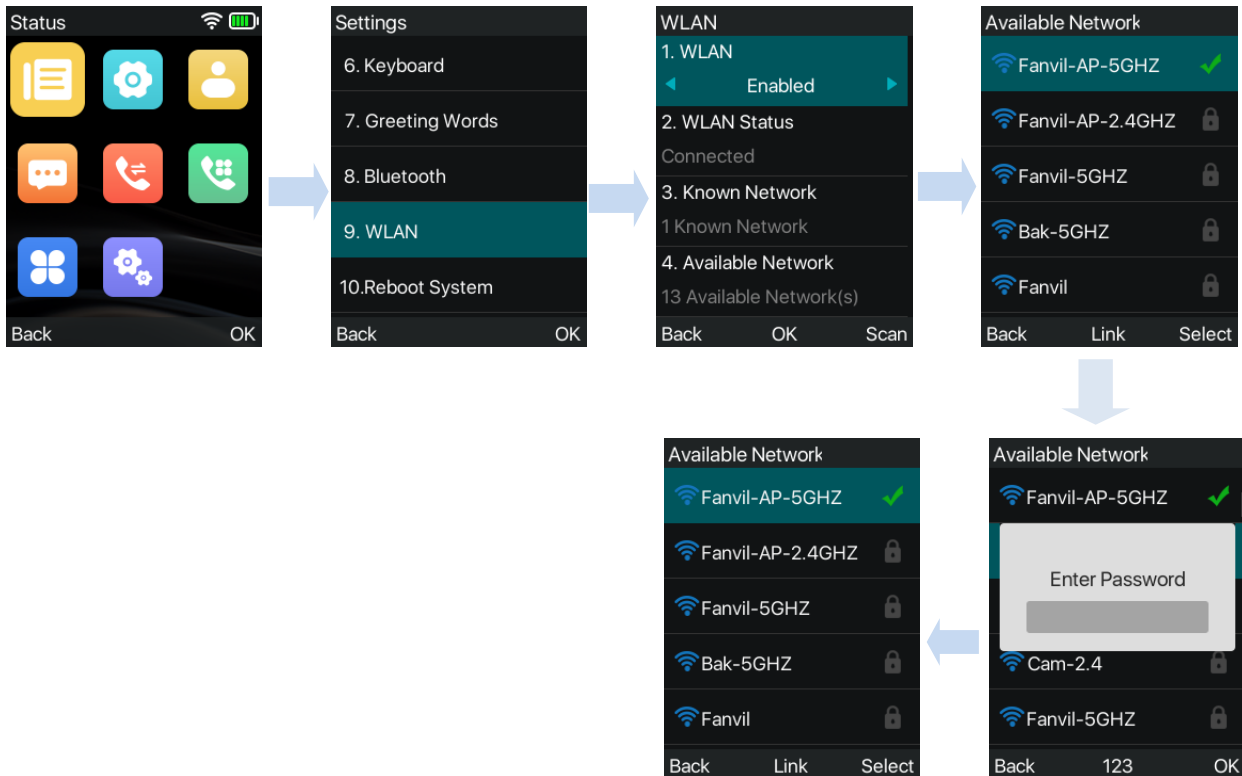 Status
Back OK
Settings
6. Keyboard
7. Greeting Words
8. Bluetooth
9. WLAN
10.Reboot System
Back OK
WLAN
1. WLAN
Enabled
2. WLAN Status
Connected
3. Known Network
1 Known Network
4. Available Network
13 Available Network(s)
Back OK Scan
Available Network
Fanvil-AP-5GHZ
Fanvil-AP-2.4GHZ
Fanvil-5GHZ
Bak-5GHZ
Fanvil
Back Link Select
Available Network
Fanvil-AP-5GHZ
Enter Password
Cam-2.4
Fanvil-5GHZ
Back 123 OK
Available Network
Fanvil-AP-5GHZ
Fanvil-AP-2.4GHZ
Fanvil-5GHZ
Bak-5GHZ
Fanvil
Back Link Select